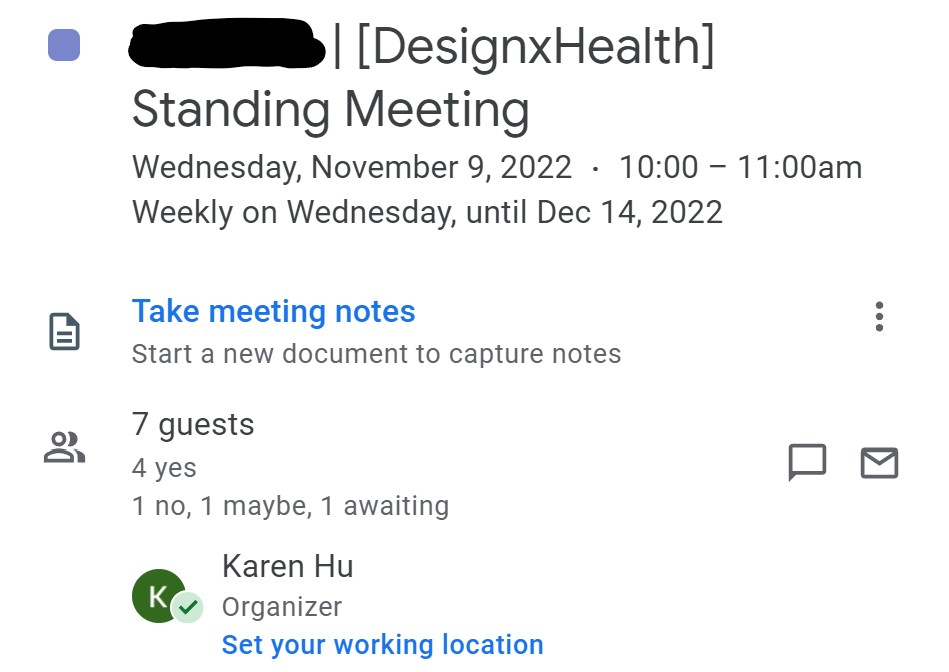 | [DesignxHealth]
Standing Meeting
Wednesday, November 9, 2022 · 10:00 – 11:00am
Weekly on Wednesday, until Dec 14, 2022
Take meeting notes
Start a new document to capture notes
7 guests
4 yes
1 no, 1 maybe, 1 awaiting
K
Karen Hu
Organizer
Set your working location